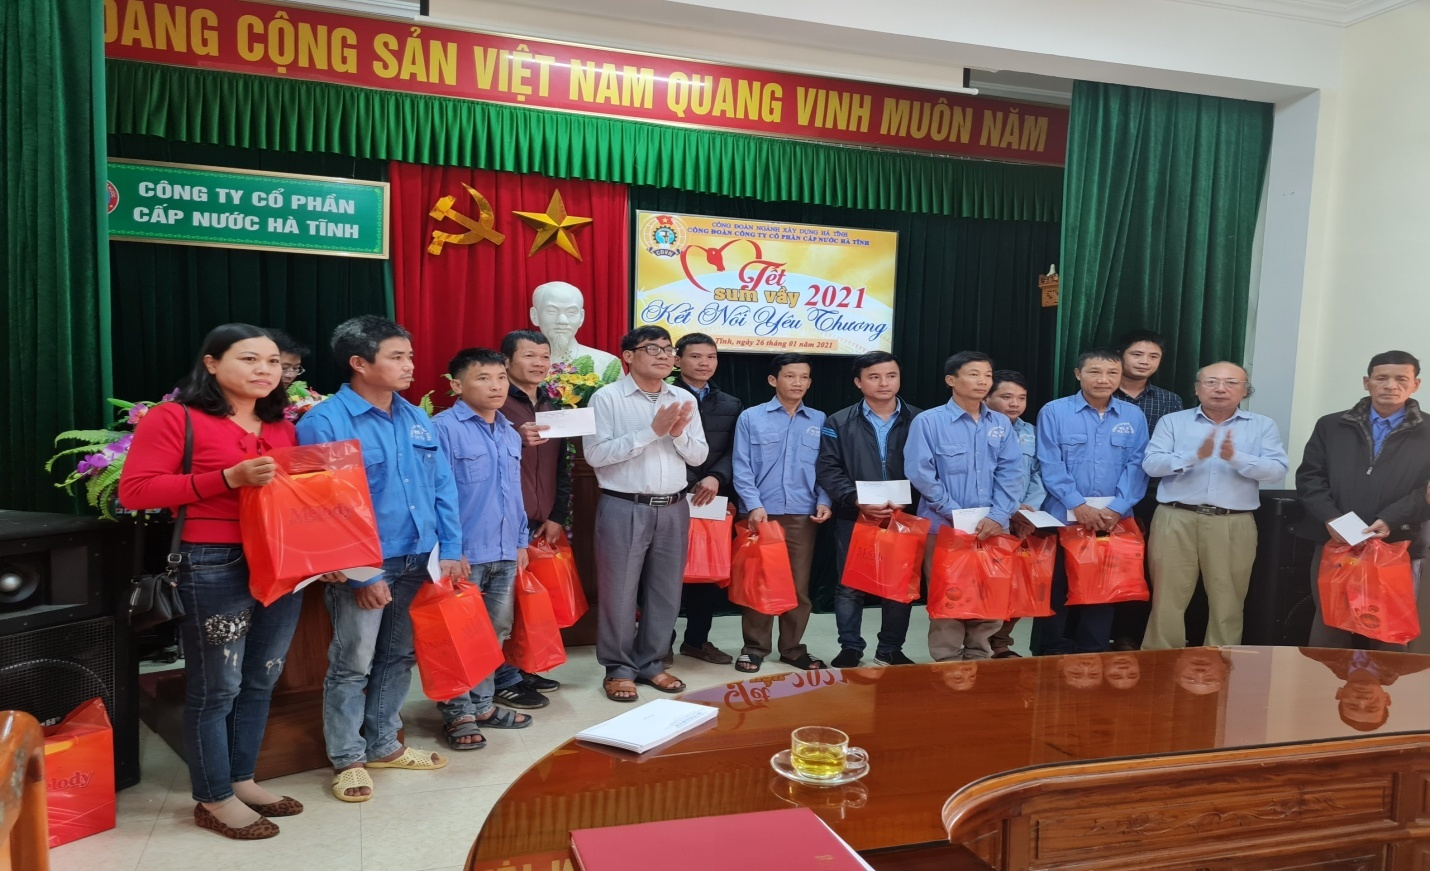 ĐẢNG CỘNG SẢN VIỆT NAM QUANG VINH MUÔN NĂM
CÔNG TY CỔ PHẦN
CẤP NƯỚC HÀ TĨNH
CÔNG ĐOÀN NGÀNH XÂY DỰNG HÀ TĨNH
CÔNG ĐOÀN CÔNG TY CỔ PHẦN CẤP NƯỚC HÀ TĨNH
Tết
sum vầy 2021
Kết Nối Yêu Thương
Tĩnh, ngày 26 tháng 01 năm 2021
Melody
Melody